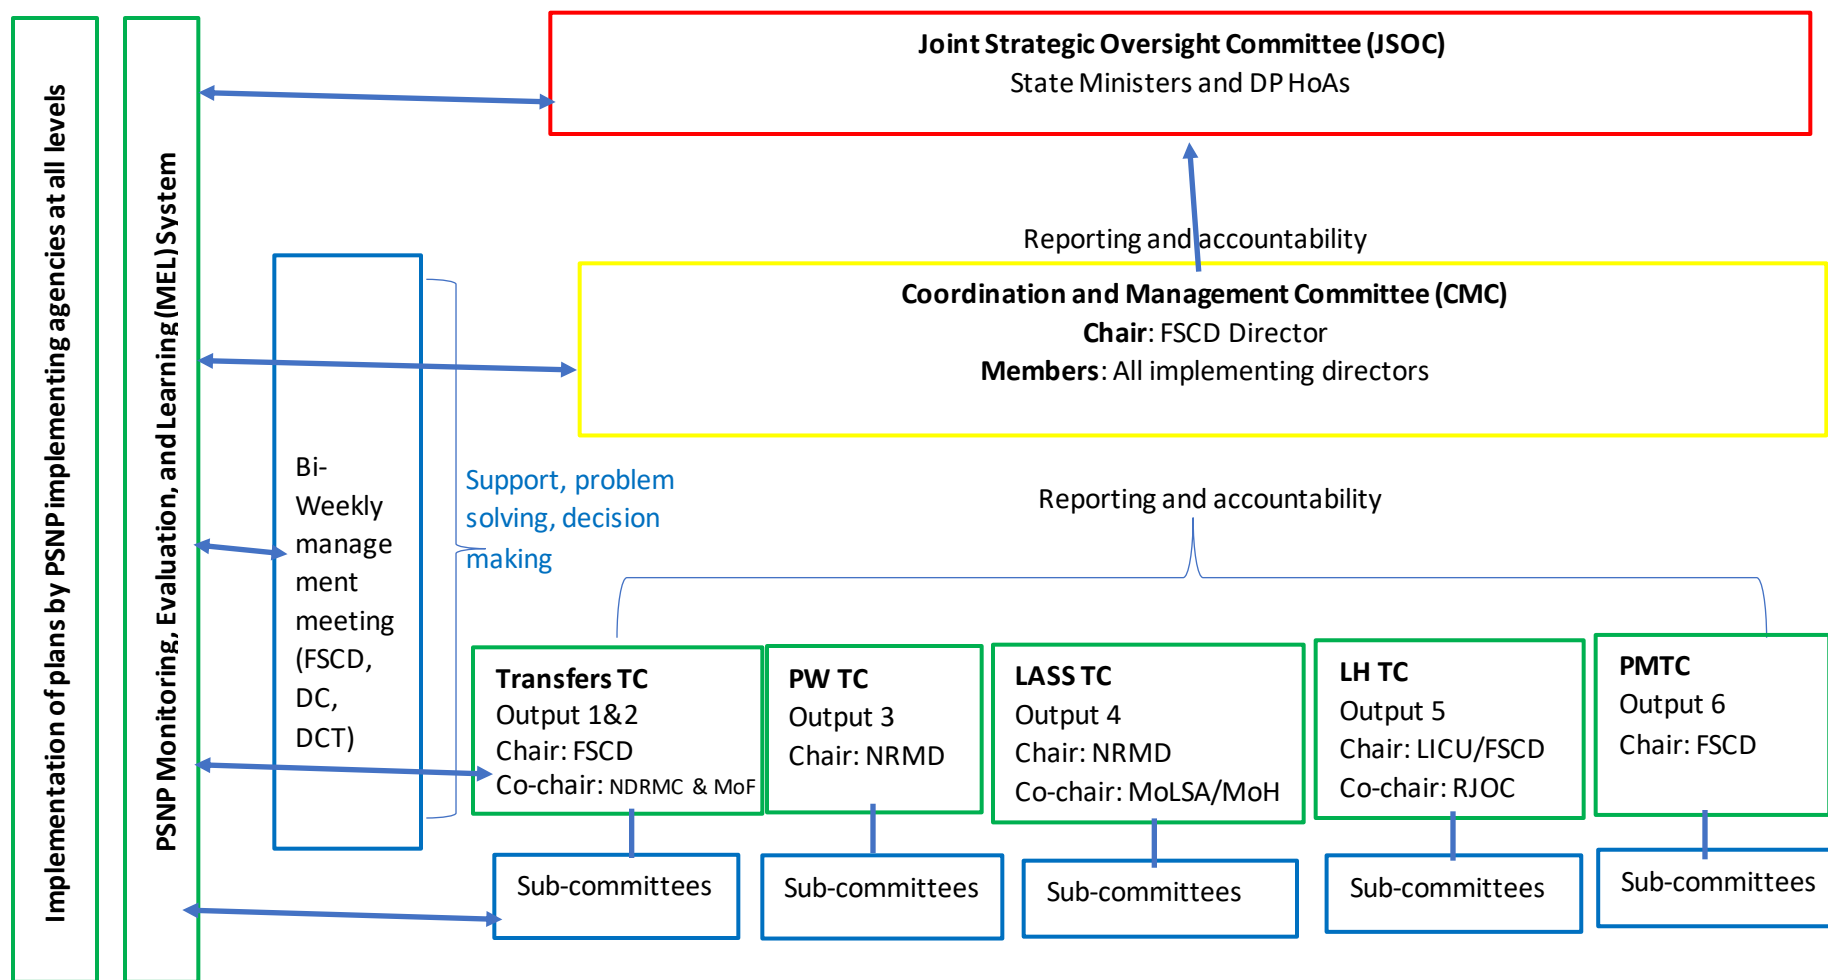 Implementation of plans by PSNP implementing agencies at all levels
PSNP Monitoring, Evaluation, and Learning (MEL) System
Joint Strategic Oversight Committee (JSOC)
State Ministers and DP HoAs
Reporting and accountability
Coordination and Management Committee (CMC)
Chair: FSCD Director
Members: All implementing directors
Bi-
Weekly
manage
ment
meeting
(FSCD,
DC,
DCT)
Support, problem
solving, decision
making
Reporting and accountability
Transfers TC
Output 1&2
Chair: FSCD
Co-chair: NDRMC & MoF
PW TC
Output 3
Chair: NRMD
LASS TC
Output 4
Chair: NRMD
Co-chair: MoLSA/MoH
LH TC
Output 5
Chair: LICU/FSCD
Co-chair: RJOC
PMTC
Output 6
Chair: FSCD
Sub-committees
Sub-committees
Sub-committees
Sub-committees
Sub-committees